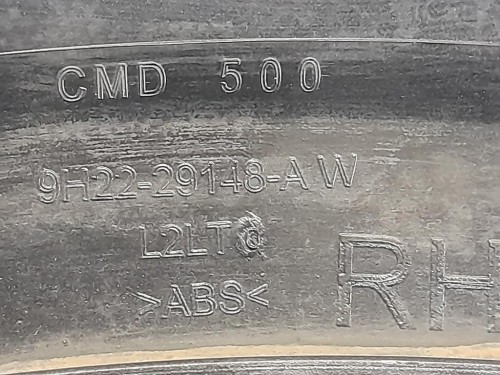 CMD 500
9H22-29148-AW
L2LT@
>ABS<
RH